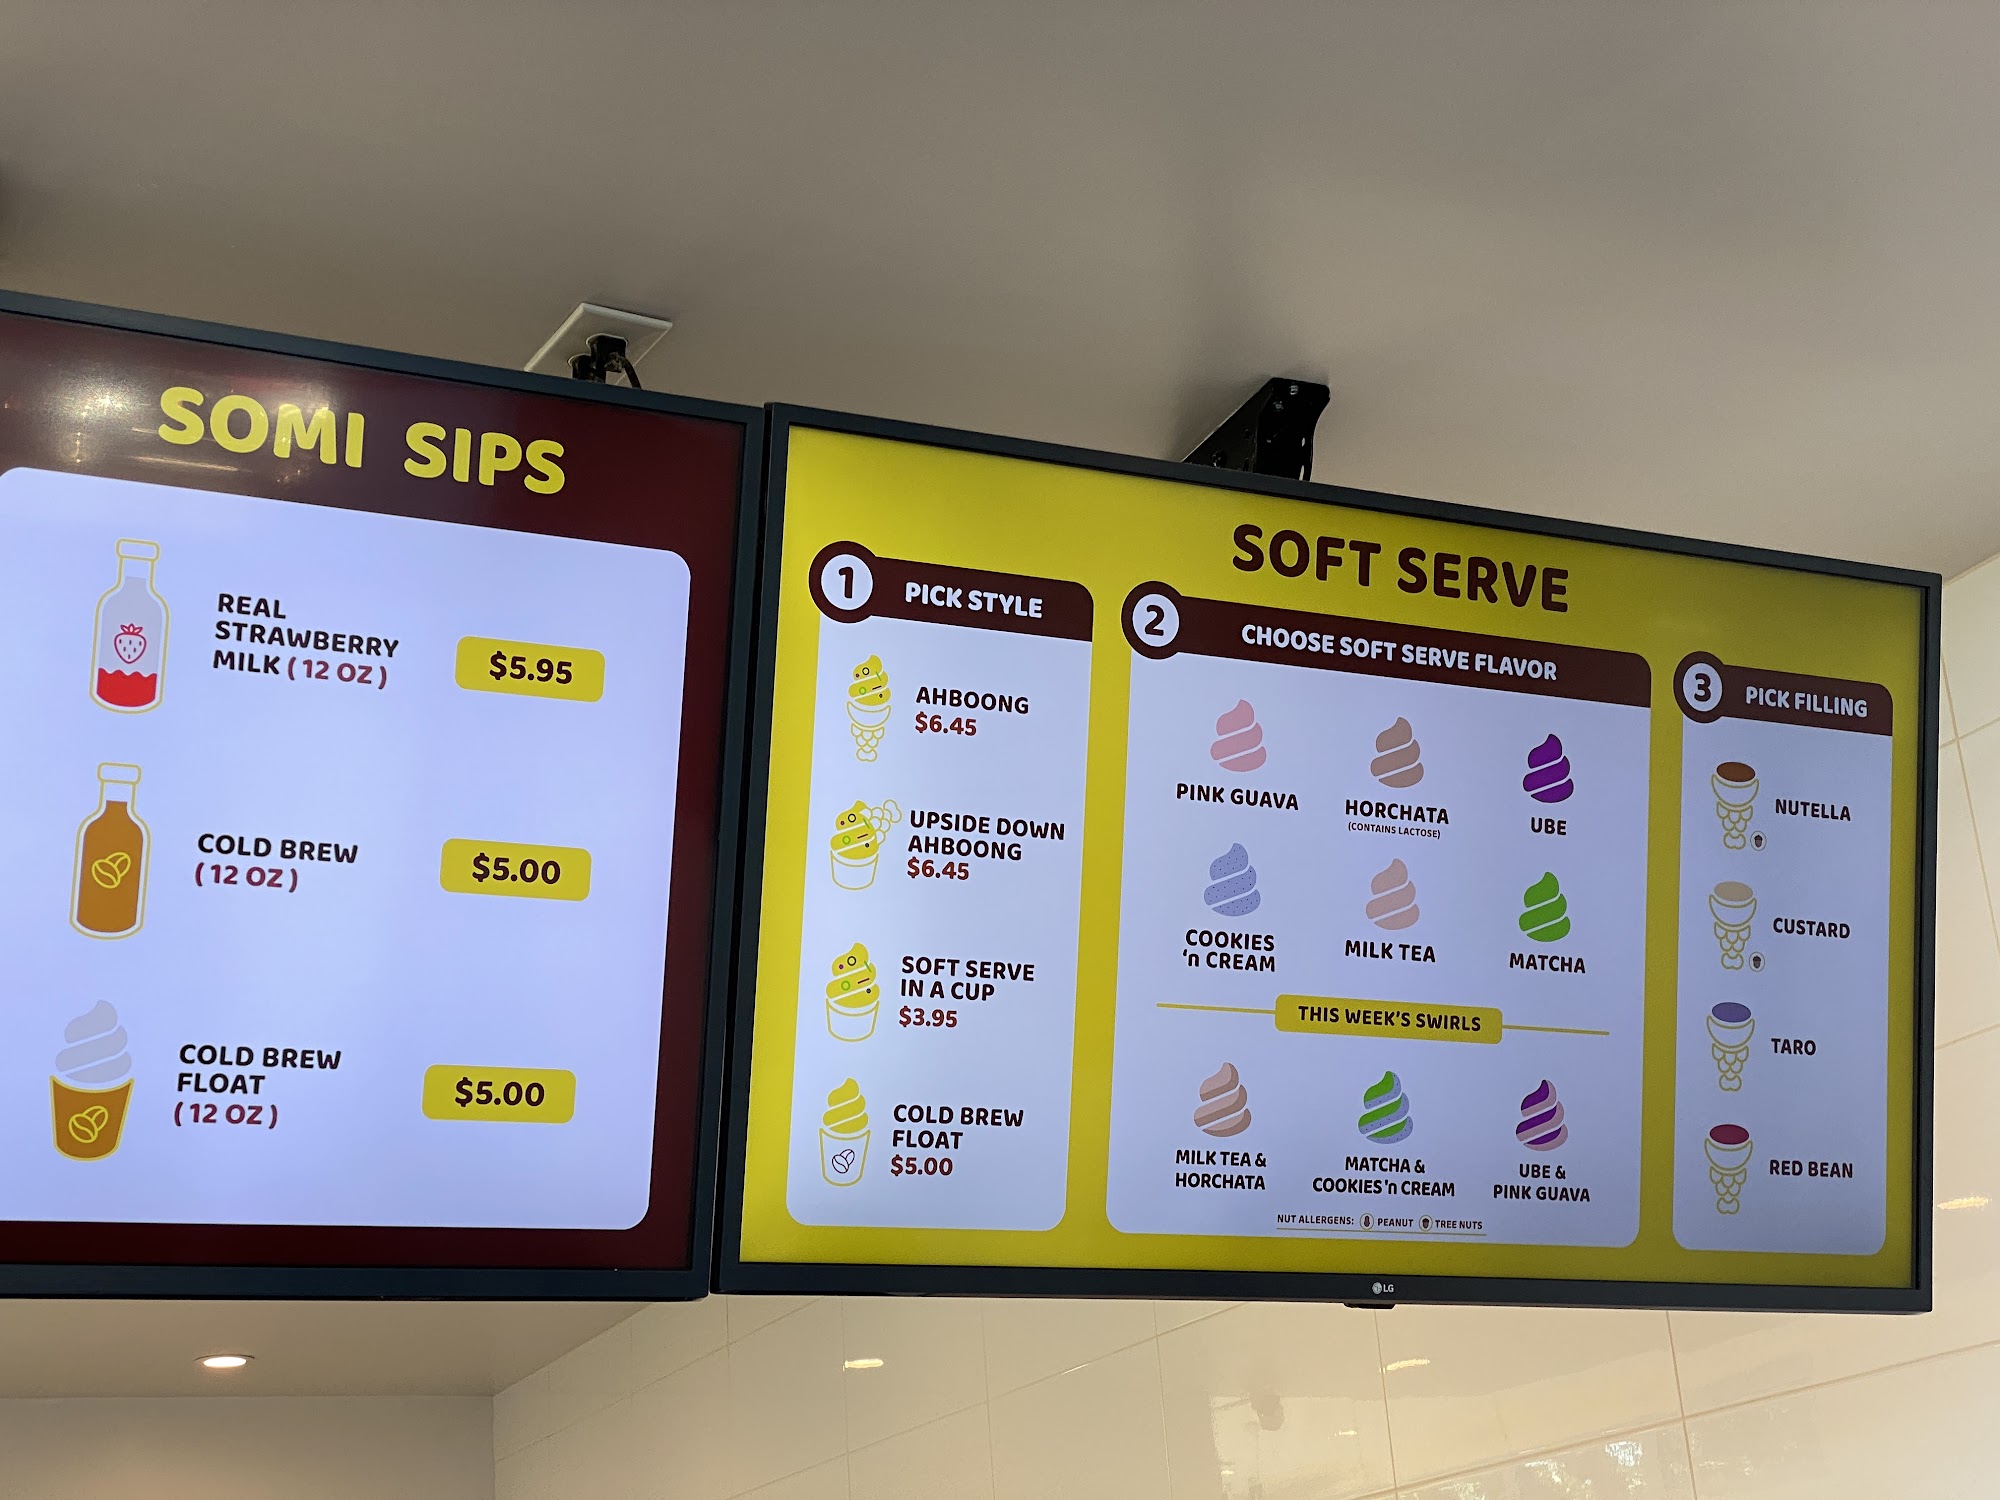 SOMI SIPS
REAL
STRAWBERRY
MILK (12 OZ)
$5.95
COLD BREW
(12 OZ)
$5.00
COLD BREW
FLOAT
(12 OZ)
$5.00
SOFT SERVE
1 PICK STYLE
AHBOONG
$6.45
UPSIDE DOWN
AHBOONG
$6.45
SOFT SERVE
IN A CUP
$3.95
COLD BREW
FLOAT
$5.00
2 CHOOSE SOFT SERVE FLAVOR
PINK GUAVA
HORCHATA
(CONTAINS LACTOSE)
UBE
COOKIES
'n CREAM
MILK TEA
MATCHA
THIS WEEK'S SWIRLS
MILK TEA &
HORCHATA
MATCHA &
COOKIES 'n CREAM
UBE &
PINK GUAVA
NUT ALLERGENS: PEANUT TREE NUTS
3 PICK FILLING
NUTELLA
CUSTARD
TARO
RED BEAN
LG